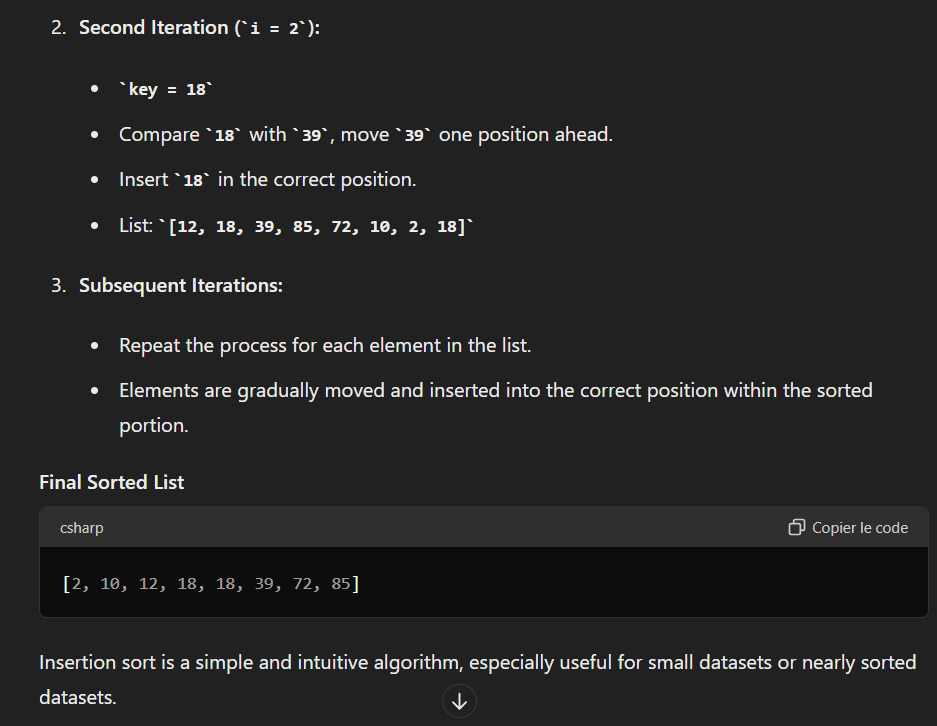 2. Second Iteration (`i = 2`):
• `key = 18`
• Compare `18` with `39`, move `39` one position ahead.
• Insert `18` in the correct position.
• List: `[12, 18, 39, 85, 72, 10, 2, 18]`
3. Subsequent Iterations:
• Repeat the process for each element in the list.
• Elements are gradually moved and inserted into the correct position within the sorted
portion.
Final Sorted List
csharp Copier le code
[2, 10, 12, 18, 18, 39, 72, 85]
Insertion sort is a simple and intuitive algorithm, especially useful for small datasets or nearly sorted
datasets.